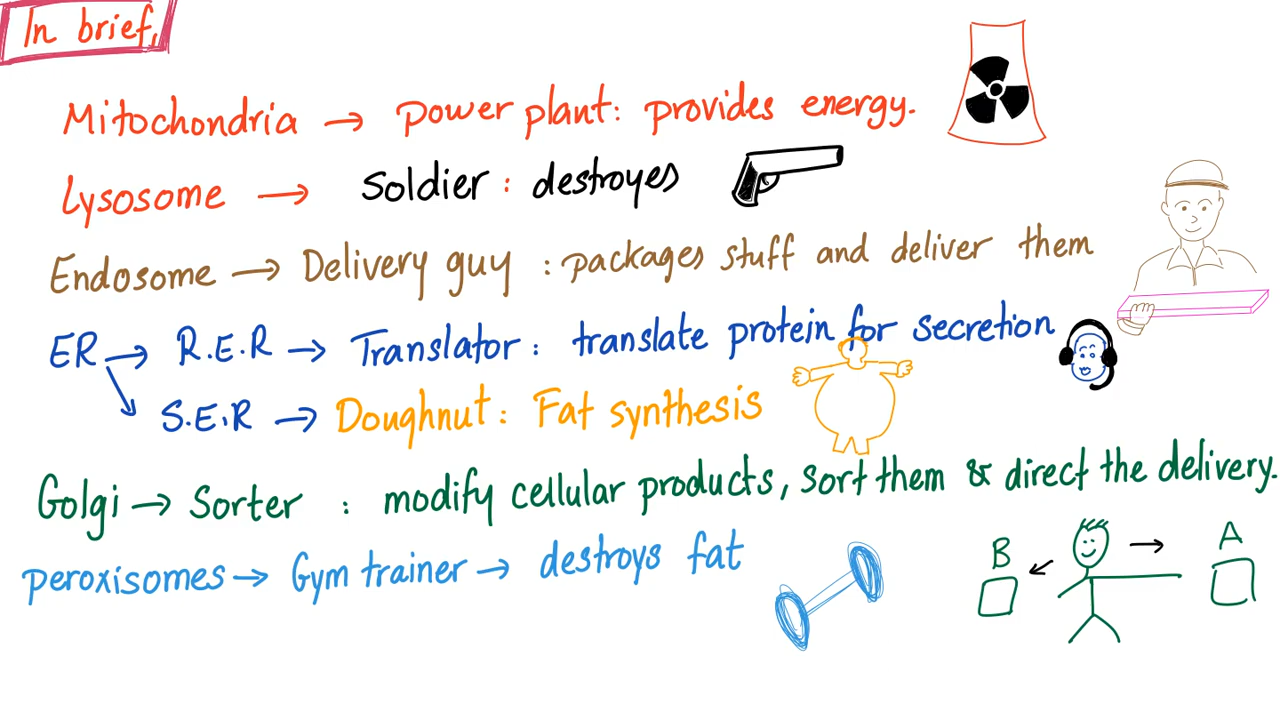 In brief,
Mitochondria → Power plant: provides energy.
Lysosome → Soldier: destroyes
Endosome → Delivery guy: packages stuff and deliver them
ER → R.E.R → Translator: translate protein for secretion
S.E.R → Doughnut: Fat synthesis
Golgi → Sorter: modify cellular products, sort them & direct the delivery.
peroxisomes → Gym trainer → destroys fat
B → A